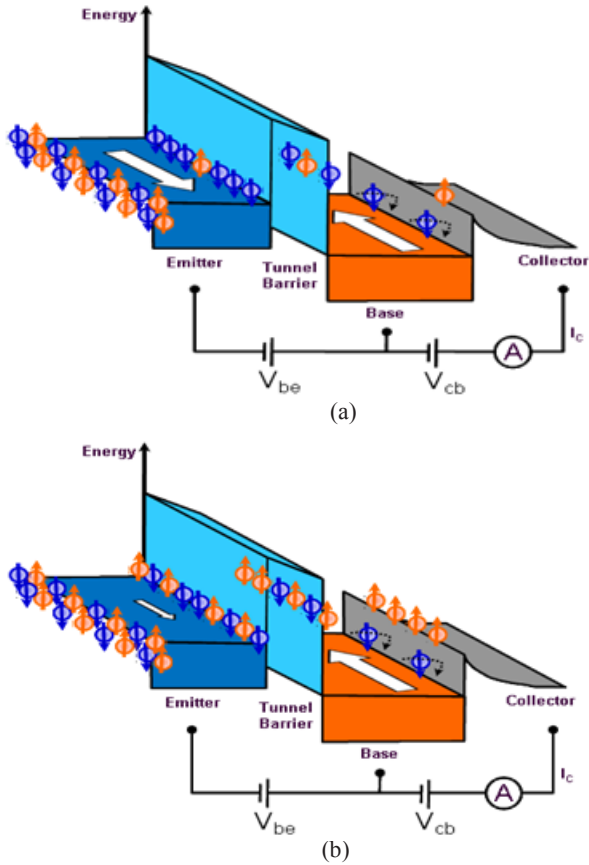 Energy
Emitter
Tunnel
Barrier
Base
Collector
Ic
A
Vbe
Vcb
(a)
Energy
Emitter
Tunnel
Barrier
Base
Collector
Ic
A
Vbe
Vcb
(b)